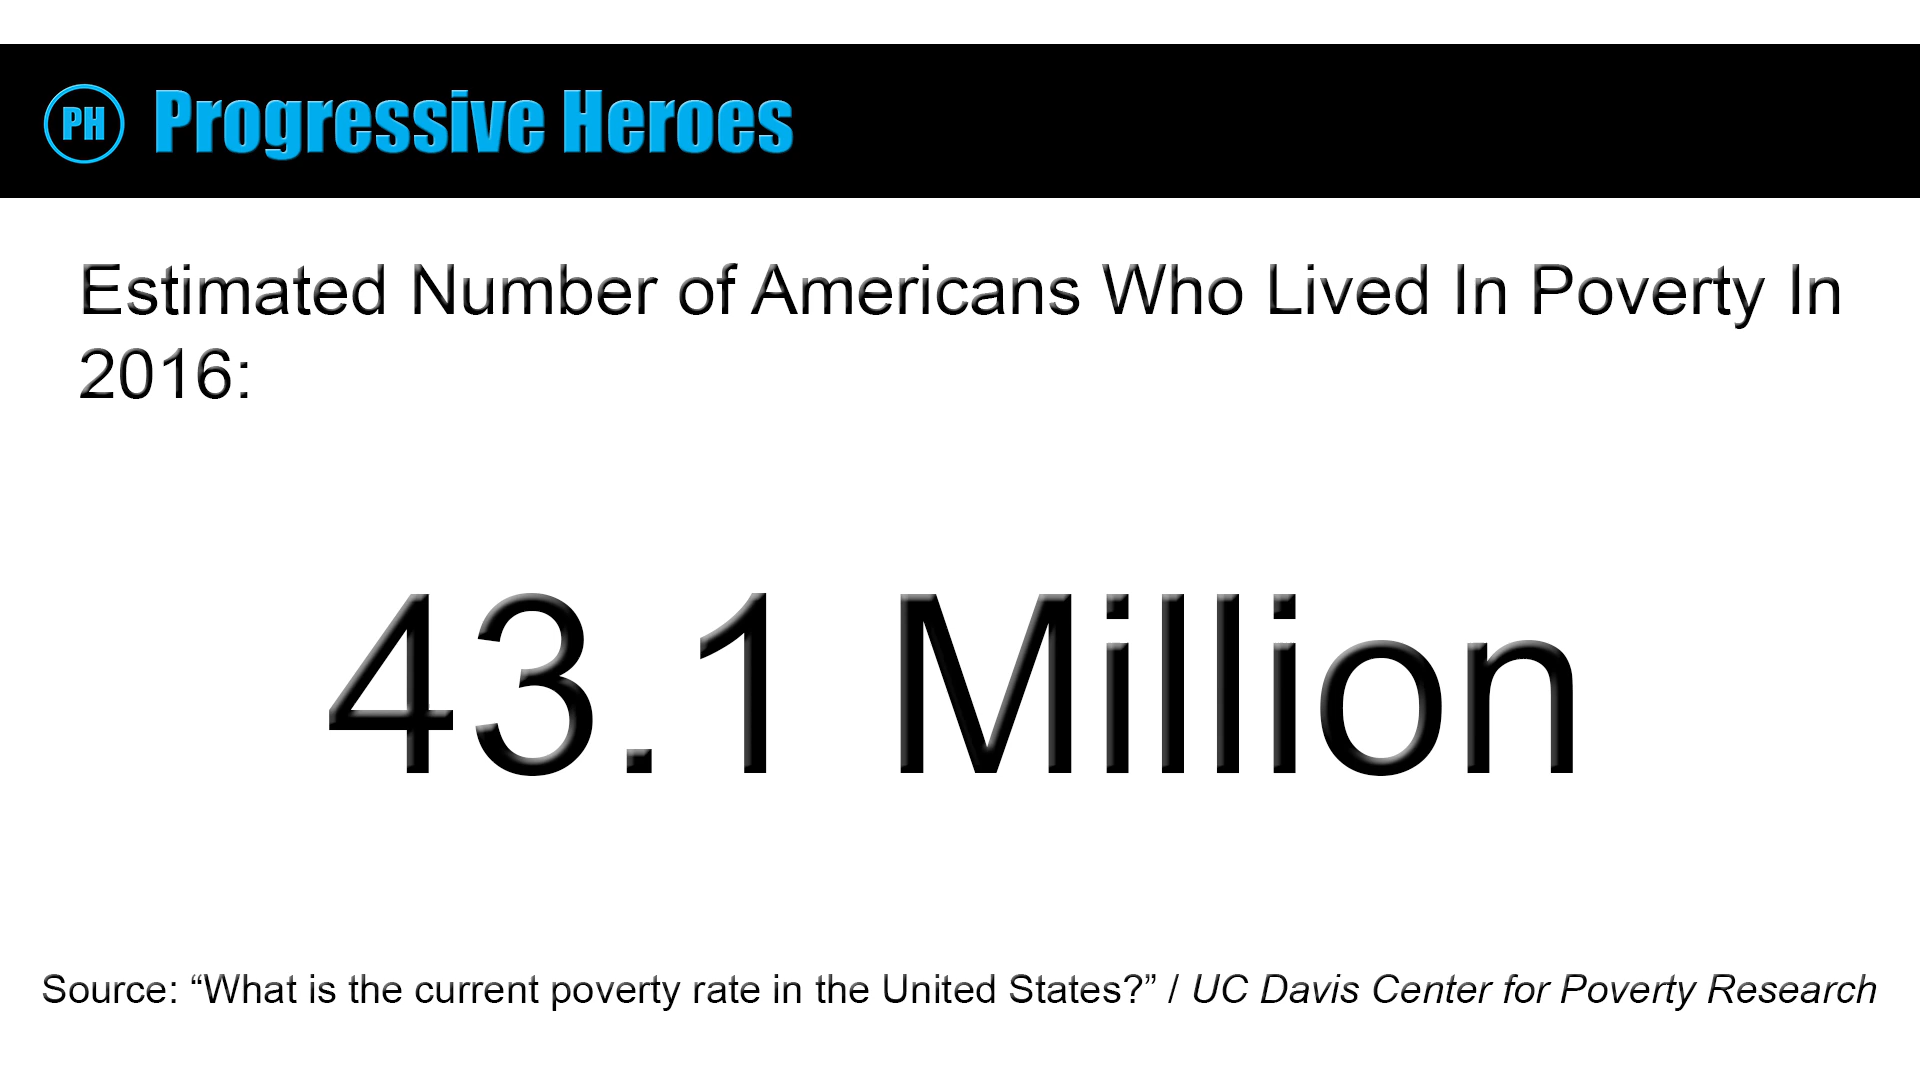 PH Progressive Heroes
Estimated Number of Americans Who Lived In Poverty In
2016:
43.1 Million
Source: “What is the current poverty rate in the United States?” / UC Davis Center for Poverty Research